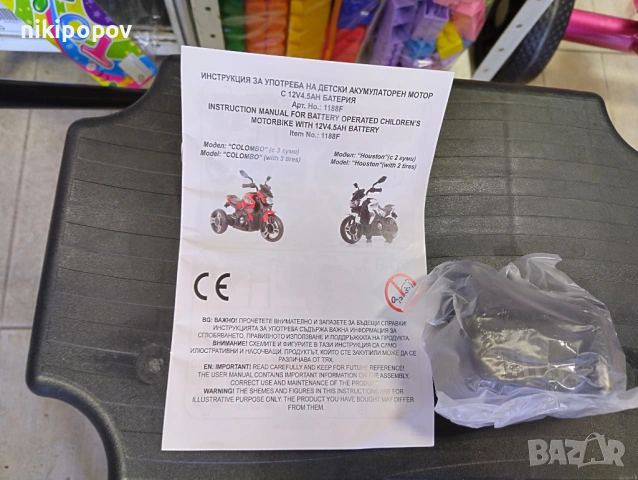 nikipopov
ИНСТРУКЦИЯ ЗА УПОТРЕБА НА ДЕТСКИ АКУМУЛАТОРЕН МОТОР
С 12V4.5AH БАТЕРИЯ
Арт. Но.: 1188F
INSTRUCTION MANUAL FOR BATTERY OPERATED CHILDREN'S
MOTORBIKE WITH 12V4.5AH BATTERY
Item No.: 1188F
Модел: "COLOMBO" (с 3 гуми)
Model: "COLOMBO" (with 3 tires)
Модел: "Houston"(с 2 гуми)
Model: "Houston"(with 2 tires)
CE
0-3
BG: ВАЖНО! ПРОЧЕТЕТЕ ВНИМАТЕЛНО И ЗАПАЗЕТЕ ЗА БЪДЕЩИ СПРАВКИ!
ИНСТРУКЦИЯТА ЗА УПОТРЕБА СЪДЪРЖА ВАЖНА ИНФОРМАЦИЯ ЗА
СГЛОБЯВАНЕТО, ПРАВИЛНОТО ИЗПОЛЗВАНЕ И ПОДДРЪЖКАТА НА ПРОДУКТА.
ВНИМАНИЕ! СХЕМИТЕ И ФИГУРИТЕ В ТАЗИ ИНСТРУКЦИЯ СА САМО
ИЛЮСТРАТИВНИ И НАСОЧВАЩИ. ПРОДУКТЪТ, КОЙТО СТЕ ЗАКУПИЛИ МОЖЕ ДА СЕ
РАЗЛИЧАВА ОТ ТЯХ.
EN: IMPORTANT! READ CAREFULLY AND KEEP FOR FUTURE REFERENCE!
THE USER MANUAL CONTAINS IMPORTANT INFORMATION ON THE ASSEMBLY,
CORRECT USE AND MAINTENANCE OF THE PRODUCT.
WARNING! THE SHEMES AND FIGURES IN THIS INSTRUCTION ARE FOR
ILLUSTRATIVE PURPOSE ONLY. THE PRODUCT YOU HAVE BOUGHT MAY DIFFER
FROM THEM.
BAZAR